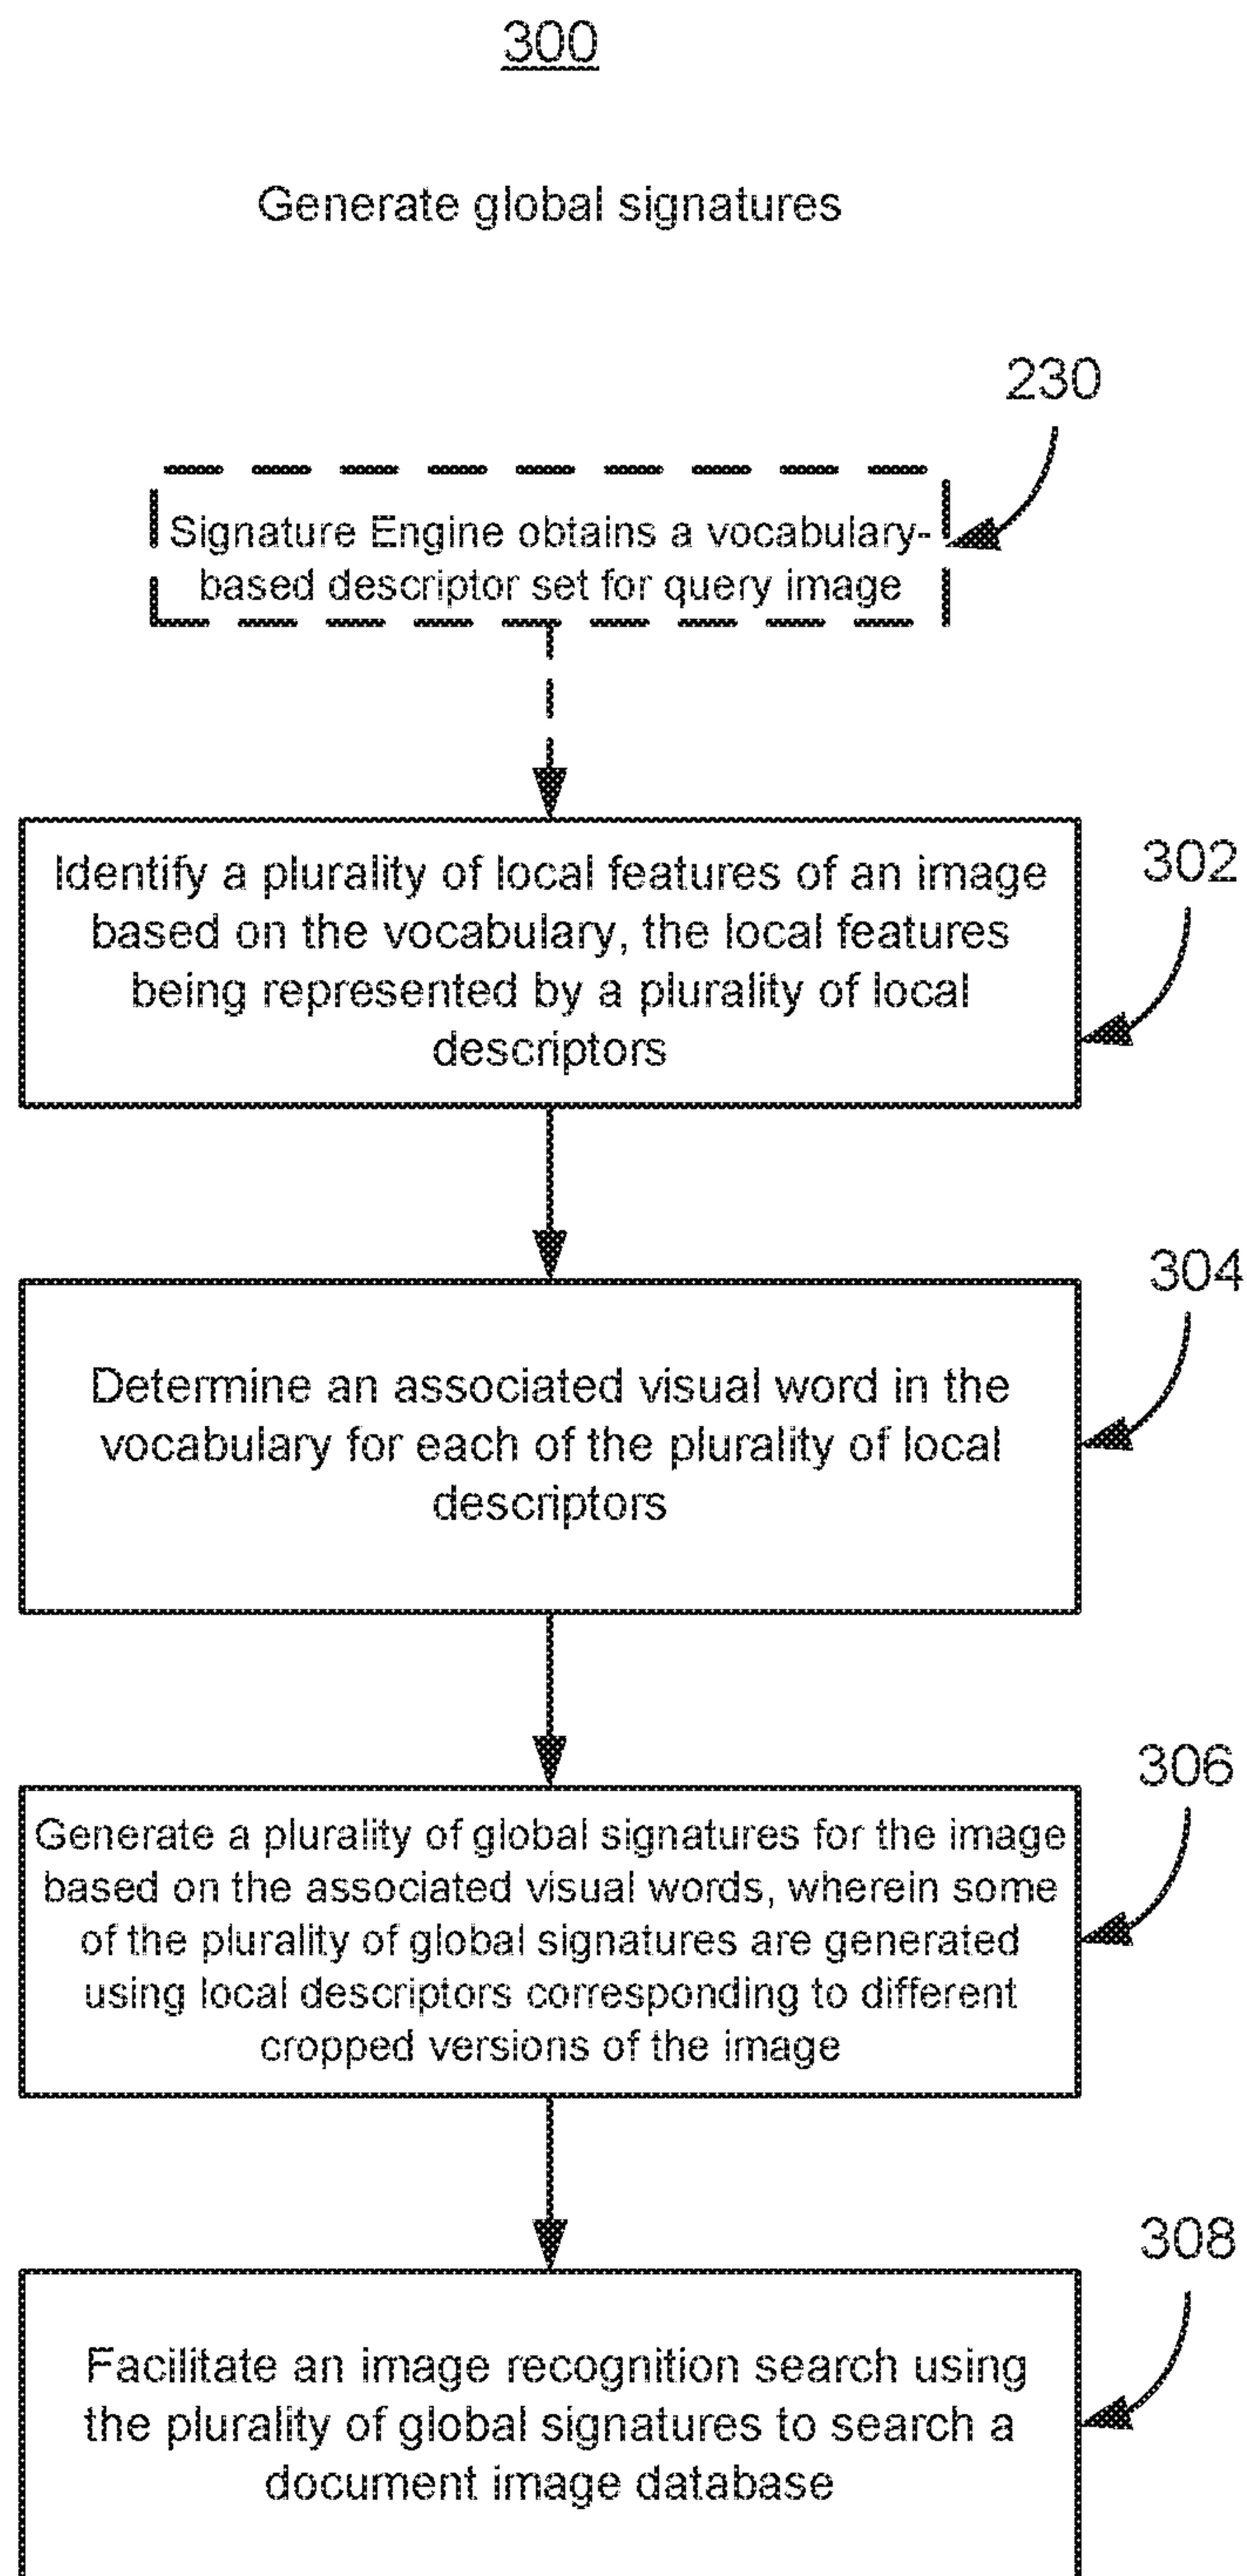 300
Generate global signatures
230
Signature Engine obtains a vocabulary-
based descriptor set for query image
302
Identify a plurality of local features of an image
based on the vocabulary, the local features
being represented by a plurality of local
descriptors
304
Determine an associated visual word in the
vocabulary for each of the plurality of local
descriptors
306
Generate a plurality of global signatures for the image
based on the associated visual words, wherein some
of the plurality of global signatures are generated
using local descriptors corresponding to different
cropped versions of the image
308
Facilitate an image recognition search using
the plurality of global signatures to search a
document image database